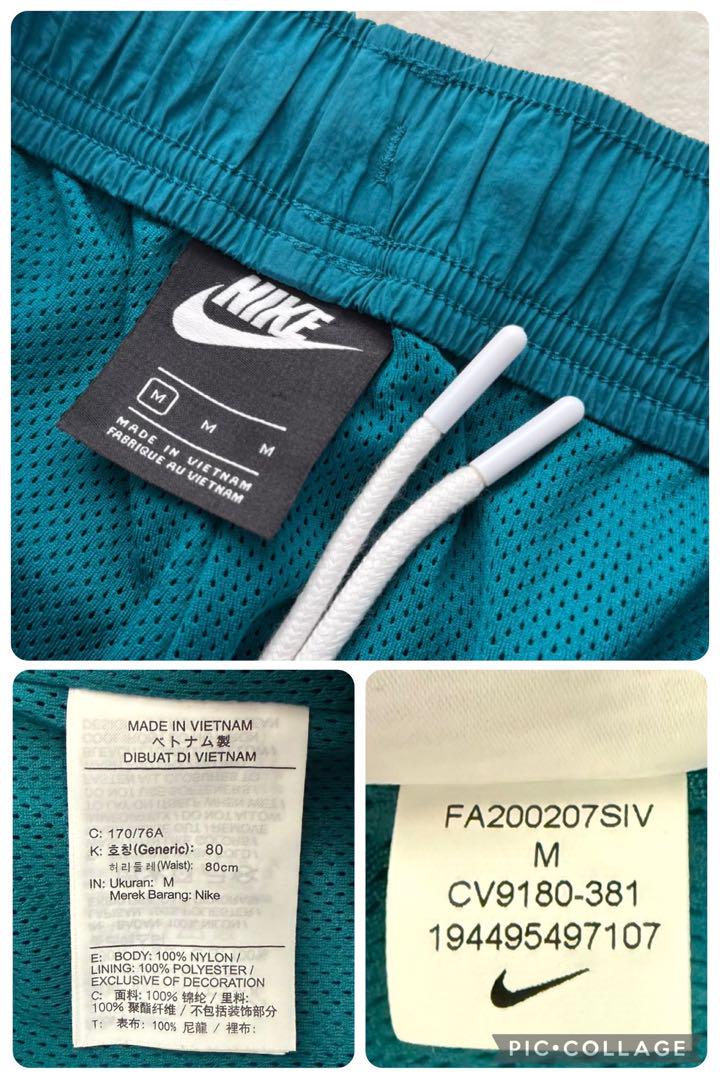 NIKE
M M M
MADE IN VIETNAM
FABRIQUE AU VIETNAM
MADE IN VIETNAM
ベトナム製
DIBUAT DI VIETNAM
C: 170/76A
K: 호칭(Generic): 80
허리둘레(Waist): 80cm
IN: Ukuran: M
Merek Barang: Nike
E: BODY: 100% NYLON /
LINING: 100% POLYESTER /
EXCLUSIVE OF DECORATION
C: 面料: 100% 锦纶 / 里料:
100% 聚酯纤维 / 不包括装饰部分
T: 表布: 100% 尼龍 / 裡布:
FA200207SIV
M
CV9180-381
194495497107
PIC•COLLAGE